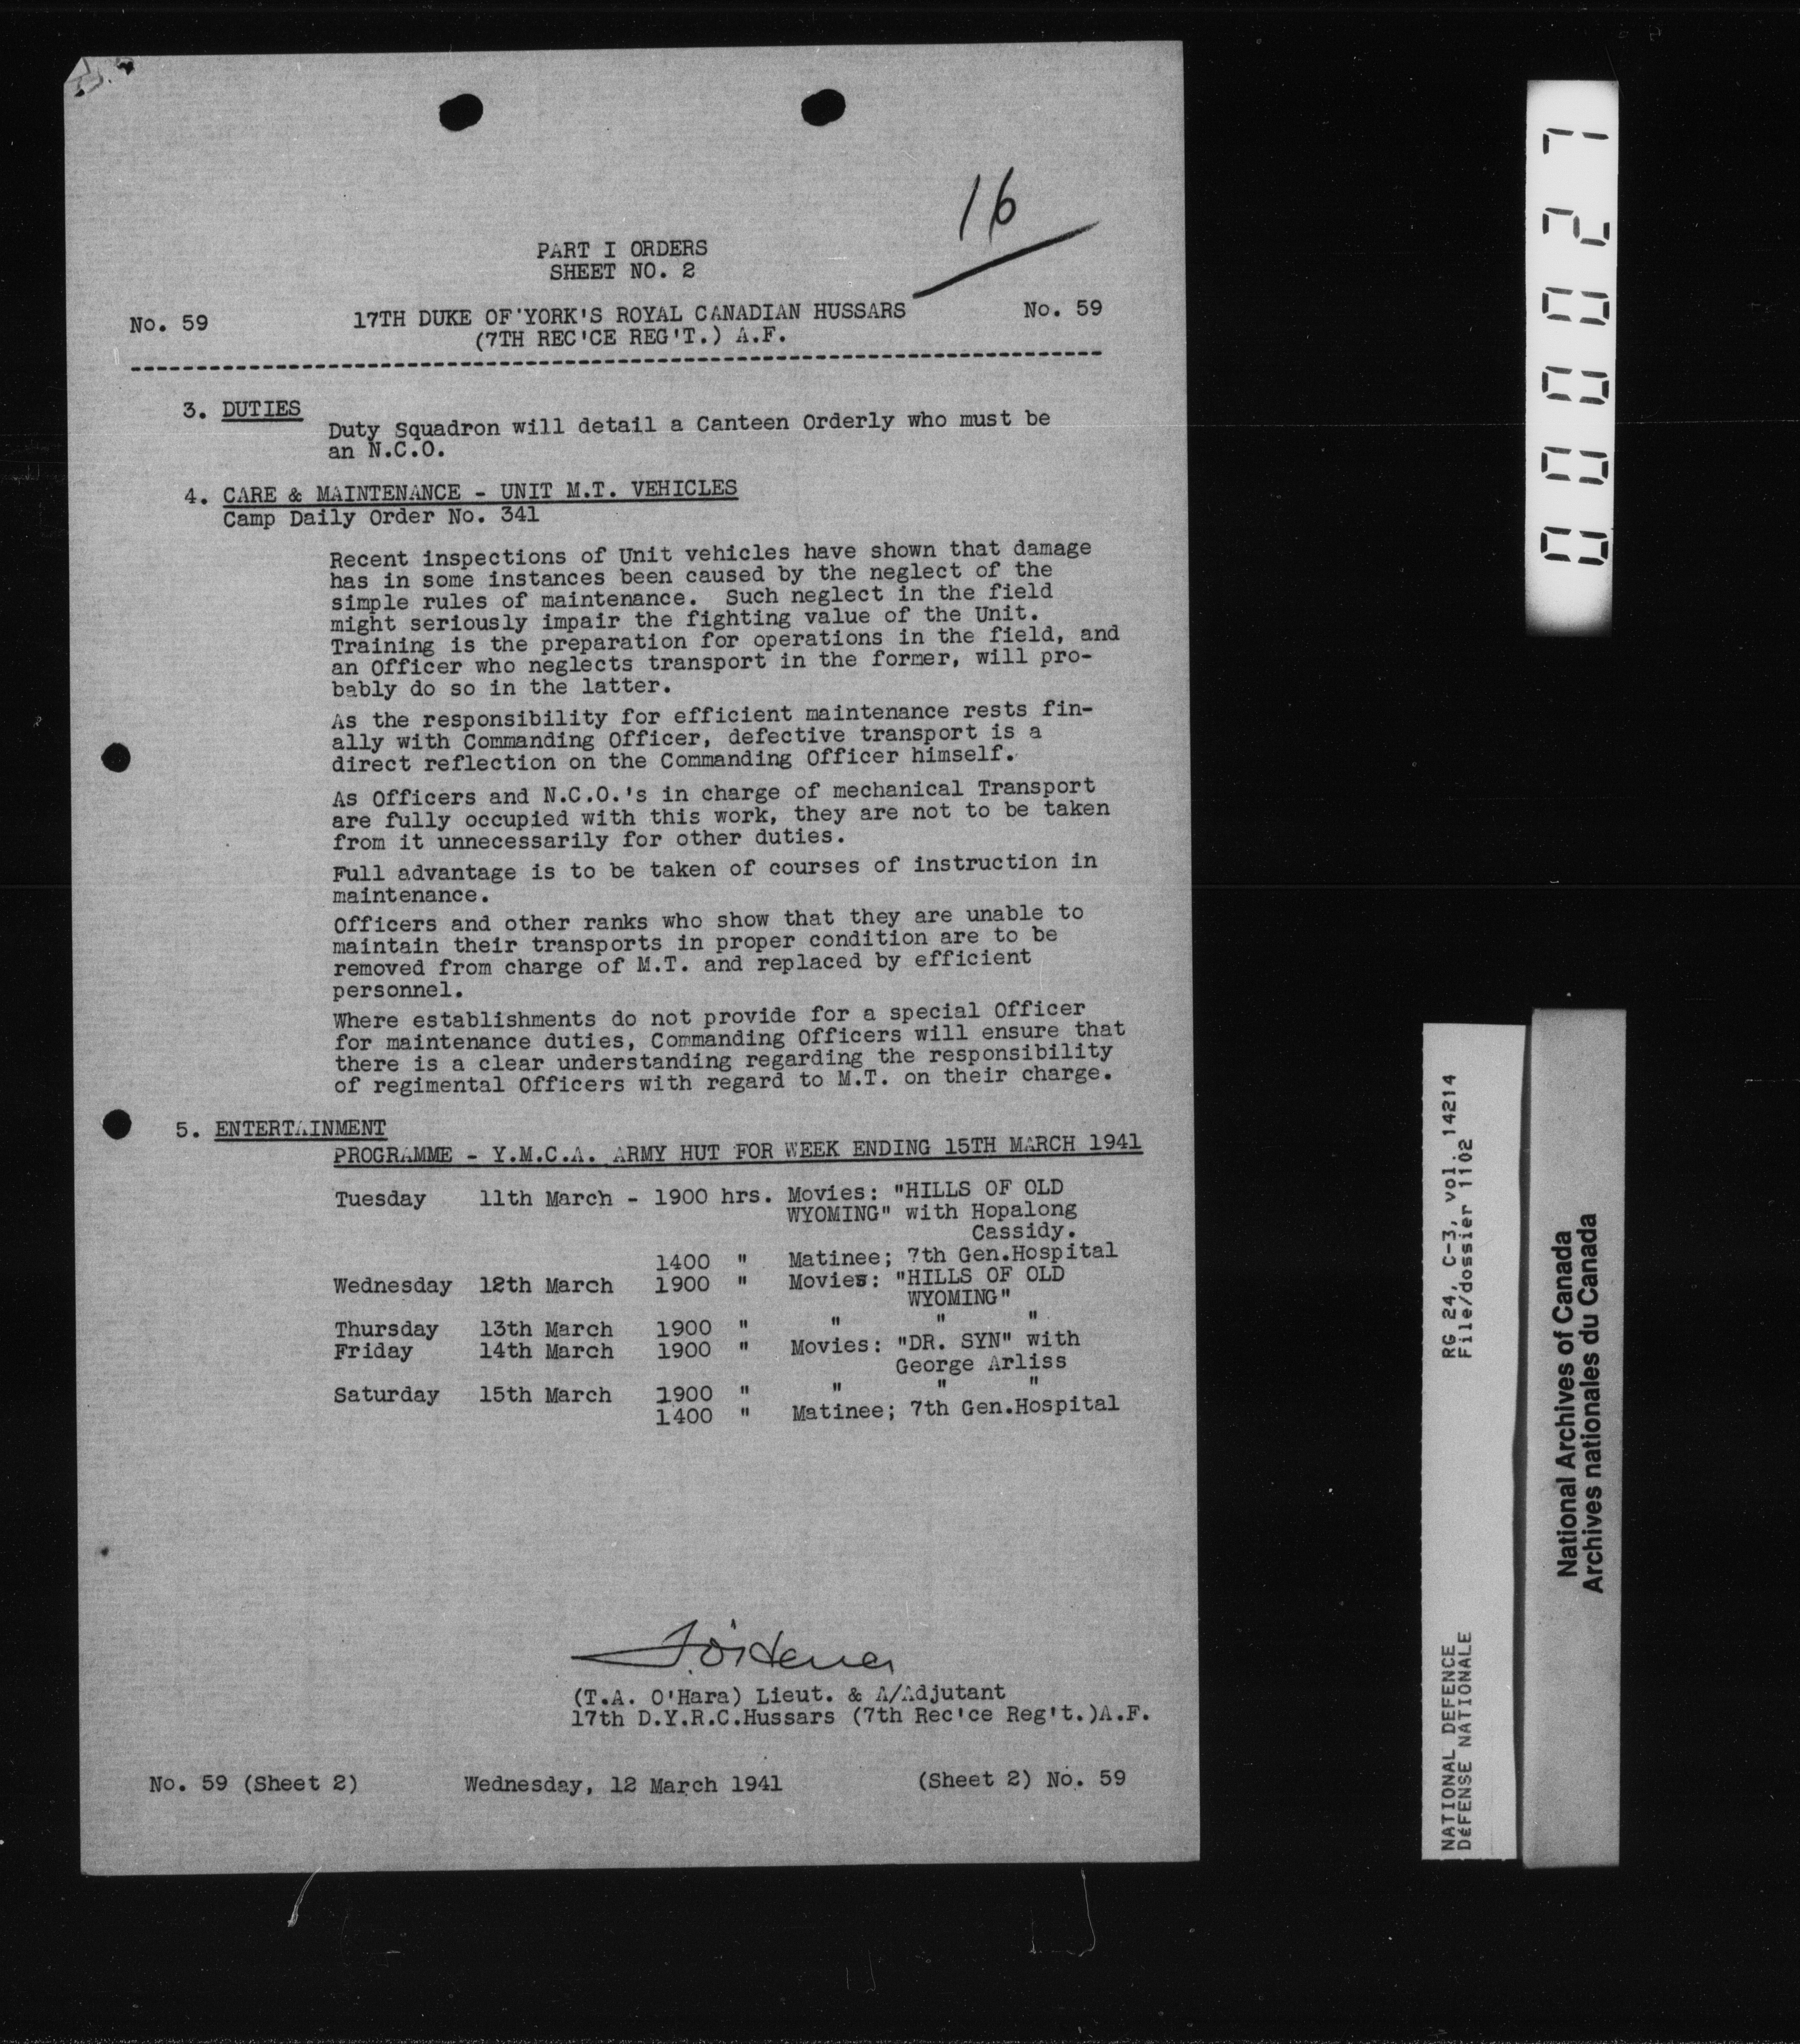 16
PART I ORDERS
SHEET NO. 2
No. 59 17TH DUKE OF YORK'S ROYAL CANADIAN HUSSARS No. 59
(7TH REC'CE REG'T.) A.F.
3. DUTIES
Duty Squadron will detail a Canteen Orderly who must be
an N.C.O.
4. CARE & MAINTENANCE - UNIT M.T. VEHICLES
Camp Daily Order No. 341
Recent inspections of Unit vehicles have shown that damage
has in some instances been caused by the neglect of the
simple rules of maintenance. Such neglect in the field
might seriously impair the fighting value of the Unit.
Training is the preparation for operations in the field, and
an Officer who neglects transport in the former, will pro-
bably do so in the latter.
As the responsibility for efficient maintenance rests fin-
ally with Commanding Officer, defective transport is a
direct reflection on the Commanding Officer himself.
As Officers and N.C.O.'s in charge of mechanical Transport
are fully occupied with this work, they are not to be taken
from it unnecessarily for other duties.
Full advantage is to be taken of courses of instruction in
maintenance.
Officers and other ranks who show that they are unable to
maintain their transports in proper condition are to be
removed from charge of M.T. and replaced by efficient
personnel.
Where establishments do not provide for a special Officer
for maintenance duties, Commanding Officers will ensure that
there is a clear understanding regarding the responsibility
of regimental Officers with regard to M.T. on their charge.
5. ENTERTAINMENT
PROGRAMME - Y.M.C.A. ARMY HUT FOR WEEK ENDING 15TH MARCH 1941
Tuesday 11th March - 1900 hrs. Movies: "HILLS OF OLD
WYOMING" with Hopalong
Cassidy.
1400 " Matinee; 7th Gen.Hospital
Wednesday 12th March 1900 " Movies: "HILLS OF OLD
WYOMING"
Thursday 13th March 1900 " " " "
Friday 14th March 1900 " Movies: "DR. SYN" with
George Arliss
Saturday 15th March 1900 " " " "
1400 " Matinee; 7th Gen.Hospital
(T.A. O'Hara) Lieut. & A/Adjutant
17th D.Y.R.C.Hussars (7th Rec'ce Reg't.)A.F.
No. 59 (Sheet 2) Wednesday, 12 March 1941 (Sheet 2) No. 59
000027
RG 24, C-3, vol. 14214
File/dossier 1102
NATIONAL DEFENCE
DéFENSE NATIONALE
National Archives of Canada
Archives nationales du Canada